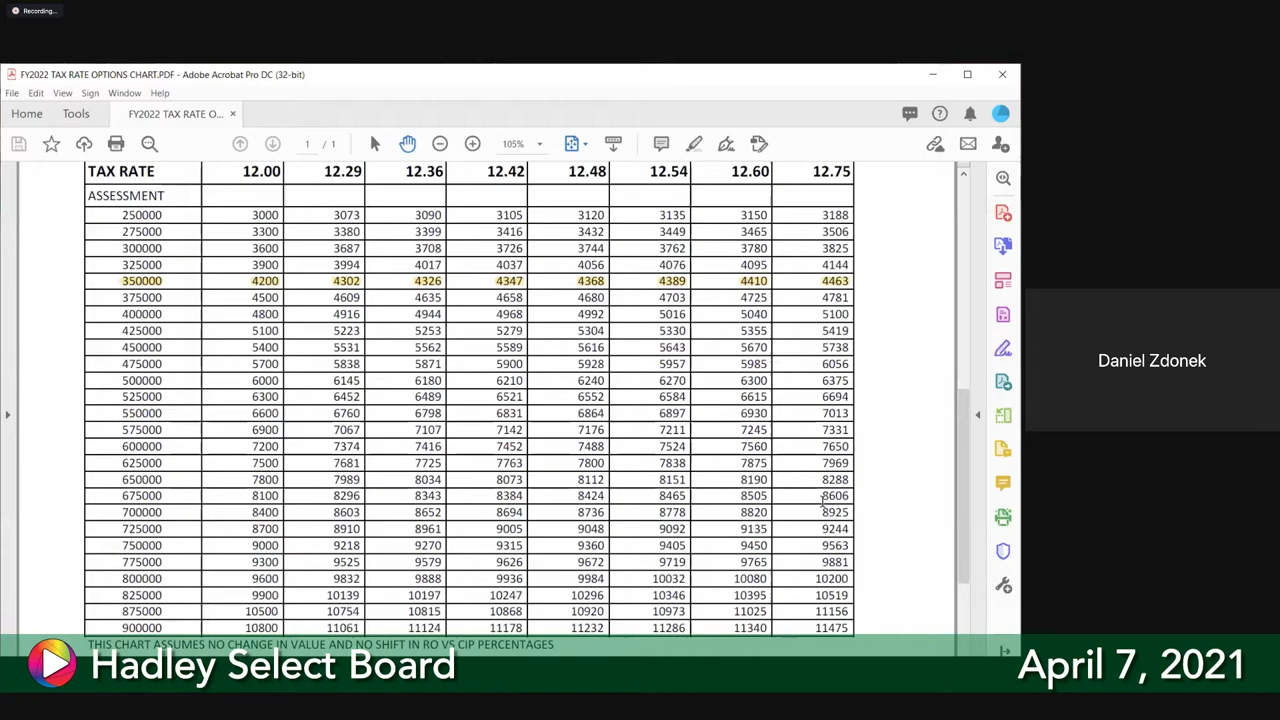 Recording...
FY2022 TAX RATE OPTIONS CHART.PDF - Adobe Acrobat Pro DC (32-bit)
File Edit View Sign Window Help
Home Tools FY2022 TAX RATE O... ×
1 / 1 105%
TAX RATE 12.00 12.29 12.36 12.42 12.48 12.54 12.60 12.75
ASSESSMENT
250000 3000 3073 3090 3105 3120 3135 3150 3188
275000 3300 3380 3399 3416 3432 3449 3465 3506
300000 3600 3687 3708 3726 3744 3762 3780 3825
325000 3900 3994 4017 4037 4056 4076 4095 4144
350000 4200 4302 4326 4347 4368 4389 4410 4463
375000 4500 4609 4635 4658 4680 4703 4725 4781
400000 4800 4916 4944 4968 4992 5016 5040 5100
425000 5100 5223 5253 5279 5304 5330 5355 5419
450000 5400 5531 5562 5589 5616 5643 5670 5738
475000 5700 5838 5871 5900 5928 5957 5985 6056
500000 6000 6145 6180 6210 6240 6270 6300 6375
525000 6300 6452 6489 6521 6552 6584 6615 6694
550000 6600 6760 6798 6831 6864 6897 6930 7013
575000 6900 7067 7107 7142 7176 7211 7245 7331
600000 7200 7374 7416 7452 7488 7524 7560 7650
625000 7500 7681 7725 7763 7800 7838 7875 7969
650000 7800 7989 8034 8073 8112 8151 8190 8288
675000 8100 8296 8343 8384 8424 8465 8505 8606
700000 8400 8603 8652 8694 8736 8778 8820 8925
725000 8700 8910 8961 9005 9048 9092 9135 9244
750000 9000 9218 9270 9315 9360 9405 9450 9563
775000 9300 9525 9579 9626 9672 9719 9765 9881
800000 9600 9832 9888 9936 9984 10032 10080 10200
825000 9900 10139 10197 10247 10296 10346 10395 10519
875000 10500 10754 10815 10868 10920 10973 11025 11156
900000 10800 11061 11124 11178 11232 11286 11340 11475
THIS CHART ASSUMES NO CHANGE IN VALUE AND NO SHIFT IN RO VS CIP PERCENTAGES
Daniel Zdonek
Hadley Select Board April 7, 2021